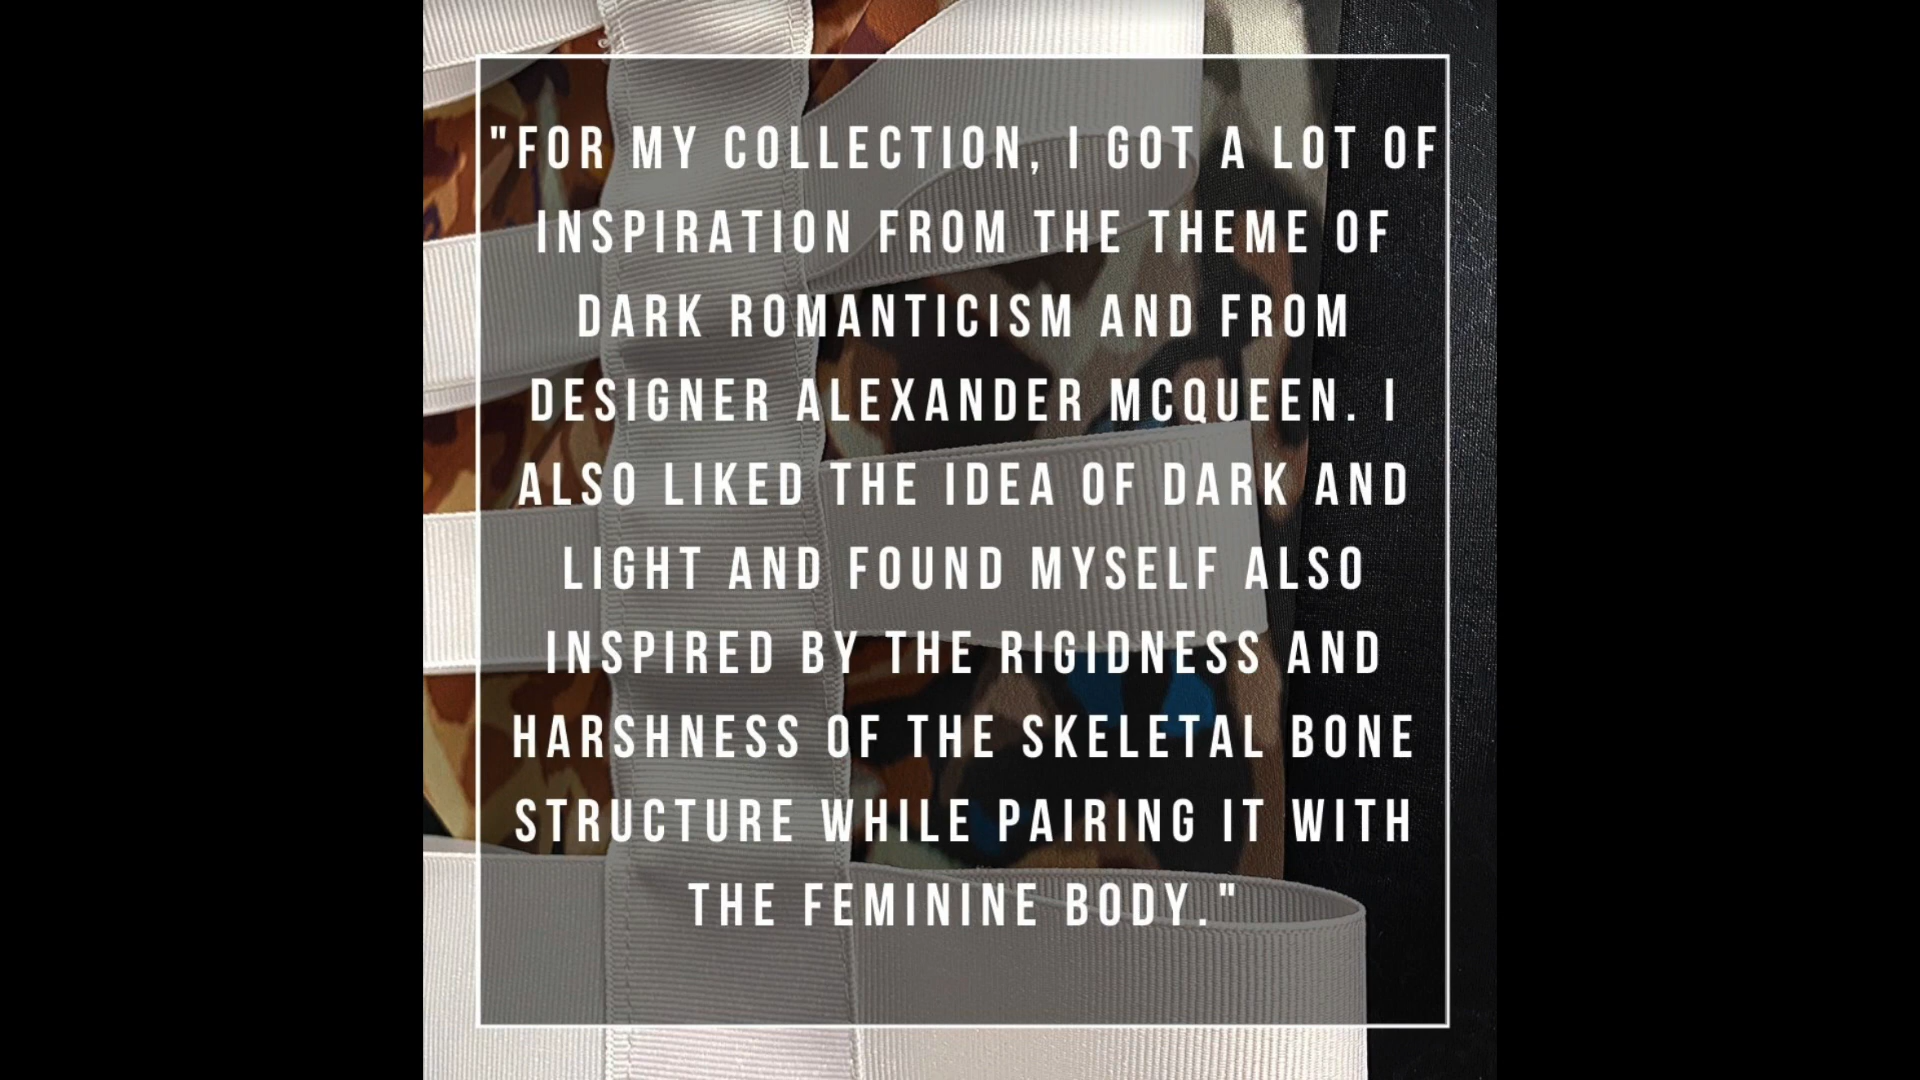 "FOR MY COLLECTION, I GOT A LOT OF
INSPIRATION FROM THE THEME OF
DARK ROMANTICISM AND FROM
DESIGNER ALEXANDER MCQUEEN. I
ALSO LIKED THE IDEA OF DARK AND
LIGHT AND FOUND MYSELF ALSO
INSPIRED BY THE RIGIDNESS AND
HARSHNESS OF THE SKELETAL BONE
STRUCTURE WHILE PAIRING IT WITH
THE FEMININE BODY."